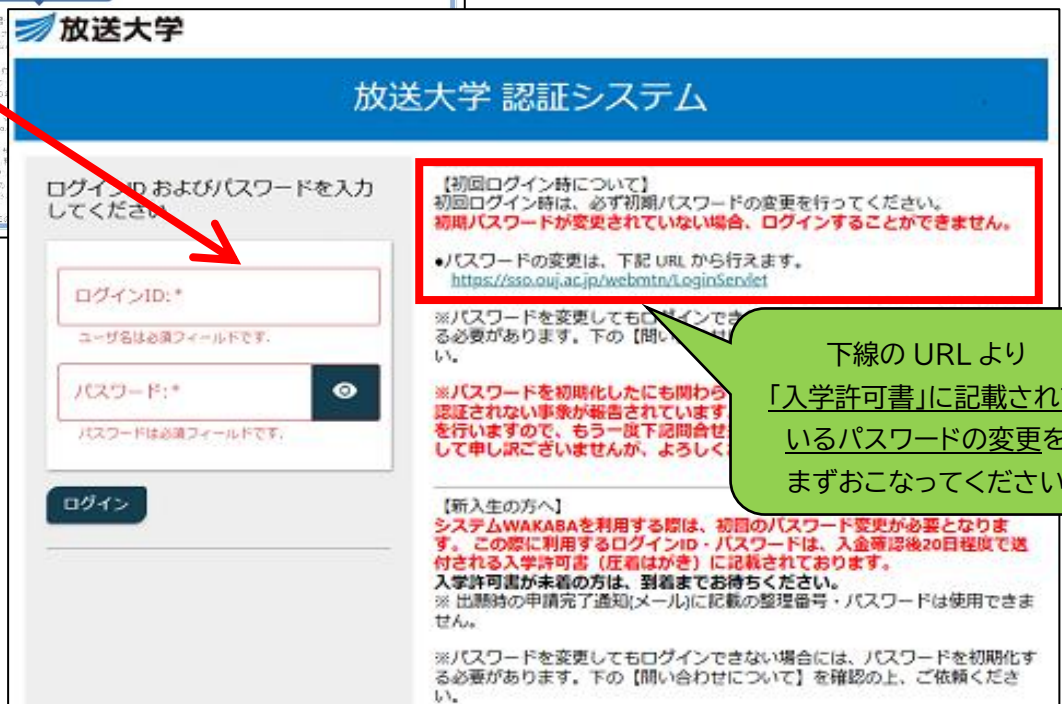 放送大学
放送大学 認証システム
ログインID およびパスワードを入力
してください
ログインID:*
ユーザ名は必須フィールドです.
パスワード:*
パスワードは必須フィールドです.
ログイン
【初回ログイン時について】
初回ログイン時は、必ず初期パスワードの変更を行ってください。
初期パスワードが変更されていない場合、ログインすることができません。
●パスワードの変更は、下記 URL から行えます。
https://sso.ouj.ac.jp/webmtn/LoginServlet
※パスワードを変更してもログインでき
る必要があります。下の【問い
い。
※パスワードを初期化したにも関わら
認証されない事象が報告されています
を行いますので、もう一度下記問合せ
して申し訳ございませんが、よろしく
下線の URL より
「入学許可書」に記載され
いるパスワードの変更を
まずおこなってください
【新入生の方へ】
システムWAKABAを利用する際は、初回のパスワード変更が必要となりま
す。 この際に利用するログインID・パスワードは、入金確認後20日程度で送
付される入学許可書（圧着はがき）に記載されております。
入学許可書が未着の方は、到着までお待ちください。
※ 出願時の申請完了通知(メール)に記載の整理番号・パスワードは使用できま
せん。
※パスワードを変更してもログインできない場合には、パスワードを初期化す
る必要があります。下の【問い合わせについて】を確認の上、ご依頼くださ
い。